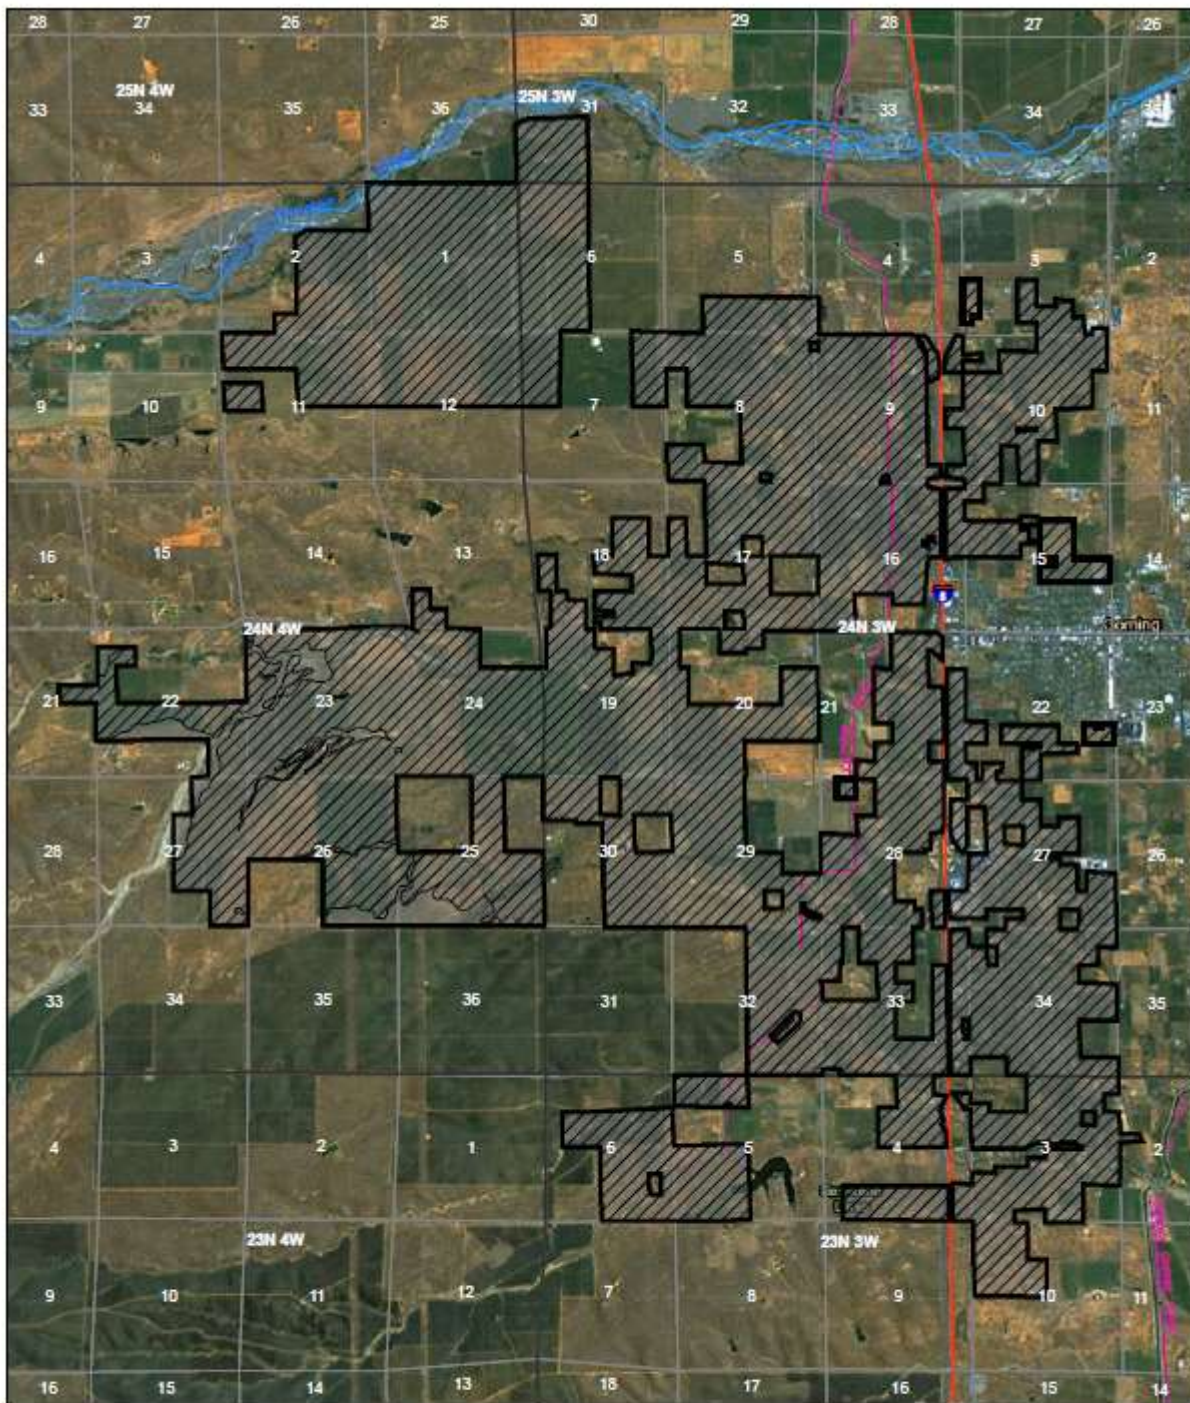 28 27 26 25 30 29 28 27 26
25N 4W
33 34 35 36
25N 3W
31 32 33 34
4 3 2 1 6 5 4 3 2
9 10 11 12 7 8 9 10 11
16 15 14 13 18 17 16 15 14
5
24N 4W
24N 3W
Corning
21 22 23 24 19 20 21 22 23
28 27 26 25 30 29 28 27 26
33 34 35 36 31 32 33 34 35
4 3 2 1 6 5 4 3 2
23N 4W
23N 3W
9 10 11 12 7 8 9 10 11
16 15 14 13 18 17 16 15 14